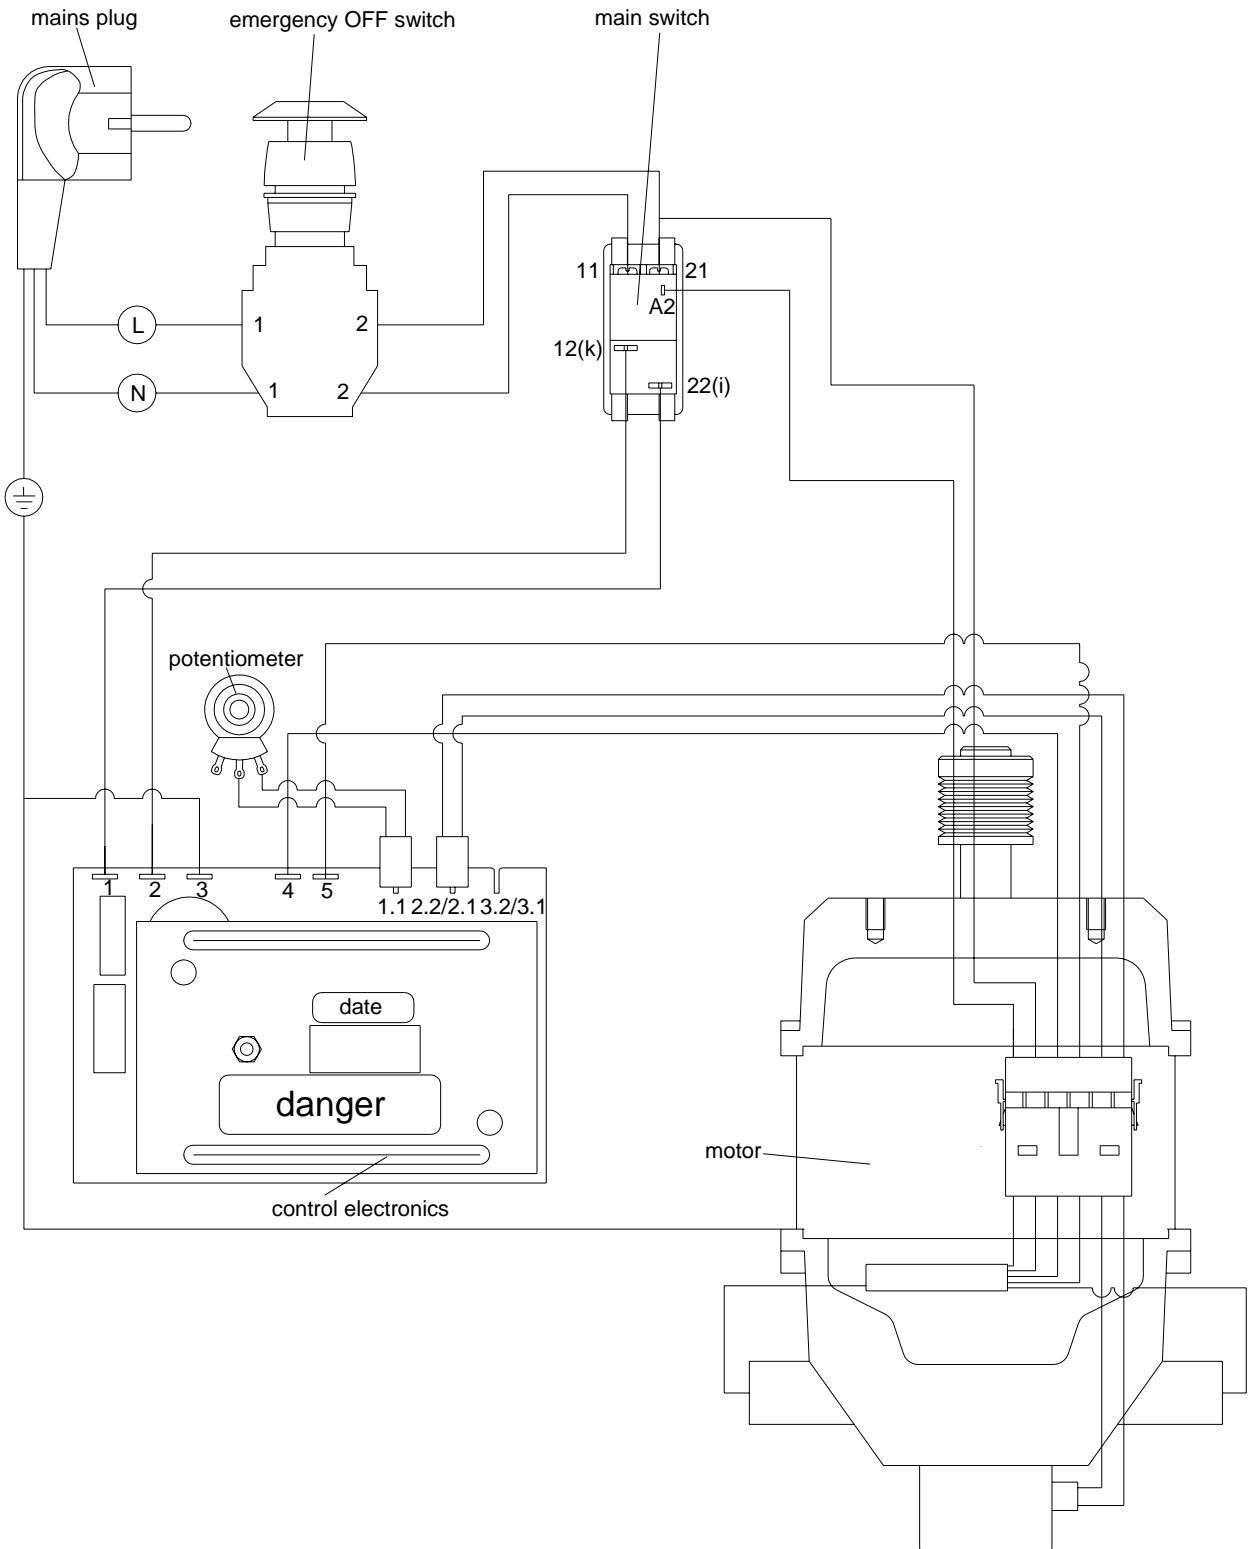 mains plug
emergency OFF switch
main switch
11
21
A2
L
1
2
12(k)
N
1
2
22(i)
potentiometer
1
2
3
4
5
1.1 2.2/2.1 3.2/3.1
date
danger
motor
control electronics